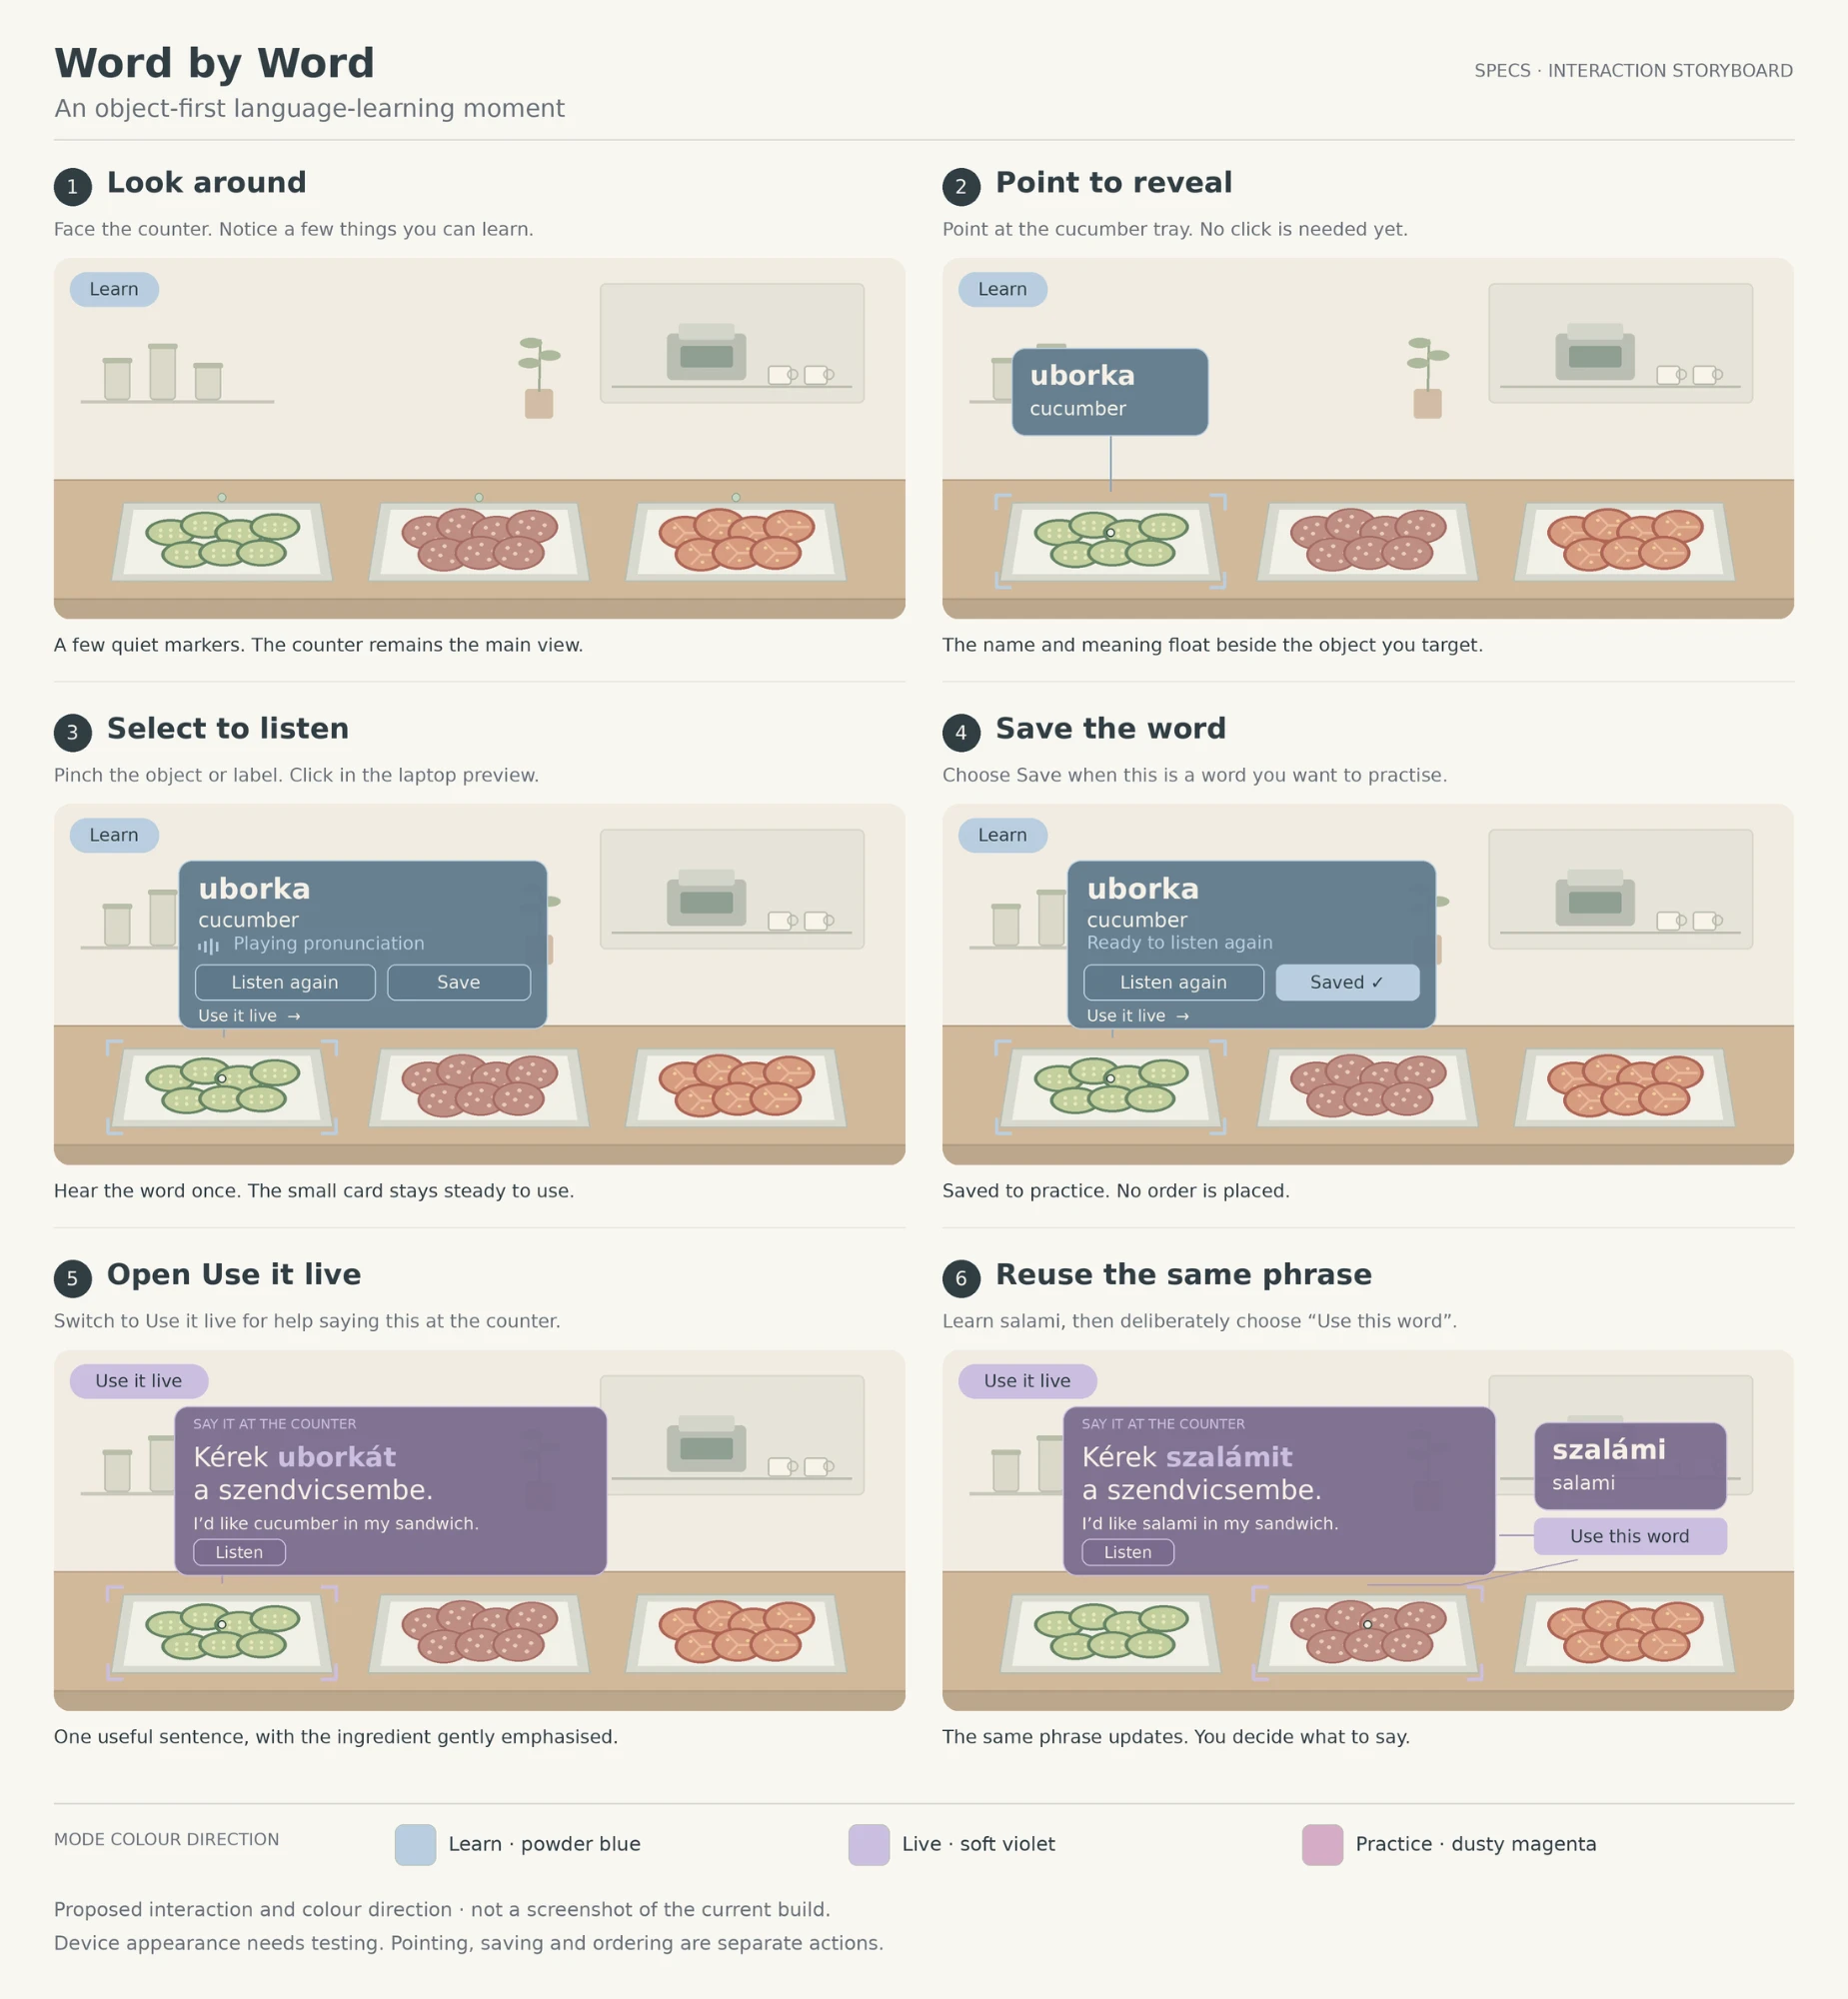 Word by Word
An object-first language-learning moment
SPECS · INTERACTION STORYBOARD
1 Look around
Face the counter. Notice a few things you can learn.
Learn
A few quiet markers. The counter remains the main view.
2 Point to reveal
Point at the cucumber tray. No click is needed yet.
Learn
uborka
cucumber
The name and meaning float beside the object you target.
3 Select to listen
Pinch the object or label. Click in the laptop preview.
Learn
uborka
cucumber
Playing pronunciation
Listen again Save
Use it live →
Hear the word once. The small card stays steady to use.
4 Save the word
Choose Save when this is a word you want to practise.
Learn
uborka
cucumber
Ready to listen again
Listen again Saved ✓
Use it live →
Saved to practice. No order is placed.
5 Open Use it live
Switch to Use it live for help saying this at the counter.
Use it live
SAY IT AT THE COUNTER
Kérek uborkát
a szendvicsembe.
I’d like cucumber in my sandwich.
Listen
One useful sentence, with the ingredient gently emphasised.
6 Reuse the same phrase
Learn salami, then deliberately choose “Use this word”.
Use it live
SAY IT AT THE COUNTER
Kérek szalámit
a szendvicsembe.
I’d like salami in my sandwich.
Listen
szalámi
salami
Use this word
The same phrase updates. You decide what to say.
MODE COLOUR DIRECTION
Learn · powder blue
Live · soft violet
Practice · dusty magenta
Proposed interaction and colour direction · not a screenshot of the current build.
Device appearance needs testing. Pointing, saving and ordering are separate actions.